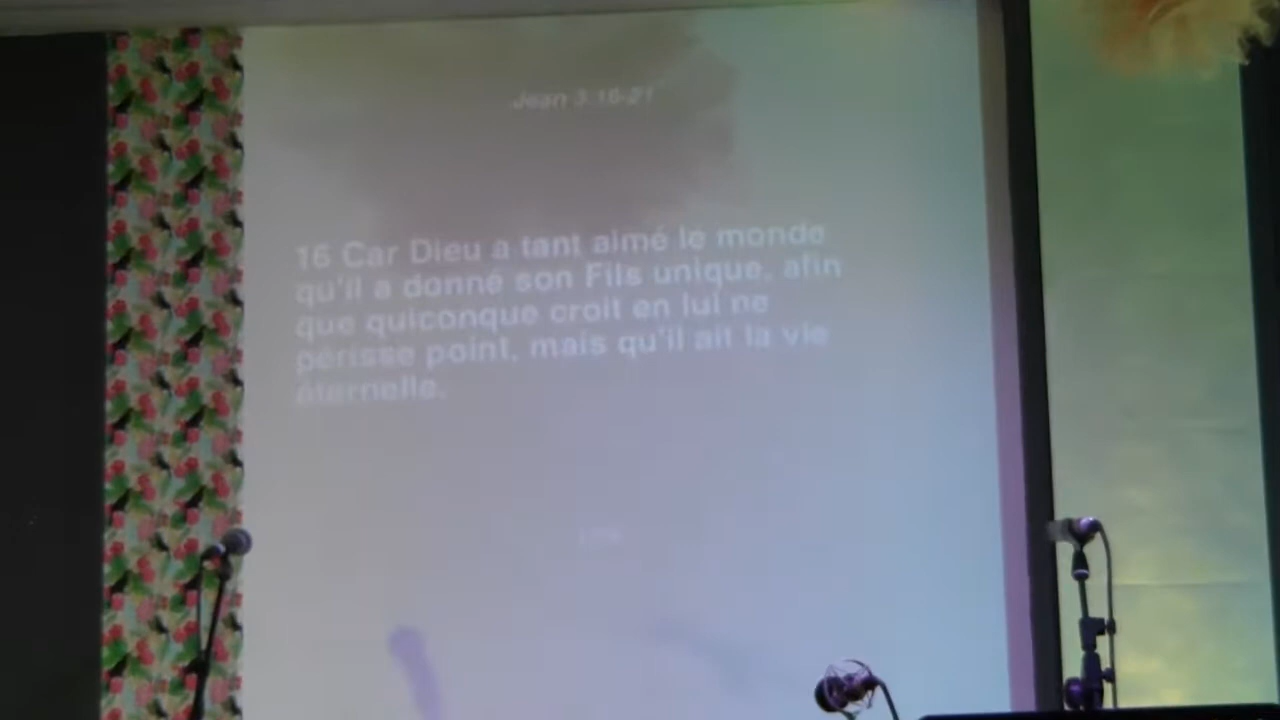 Jean 3:16-21
16 Car Dieu a tant aimé le monde
qu'il a donné son Fils unique, afin
que quiconque croit en lui ne
périsse point, mais qu'il ait la vie
éternelle.